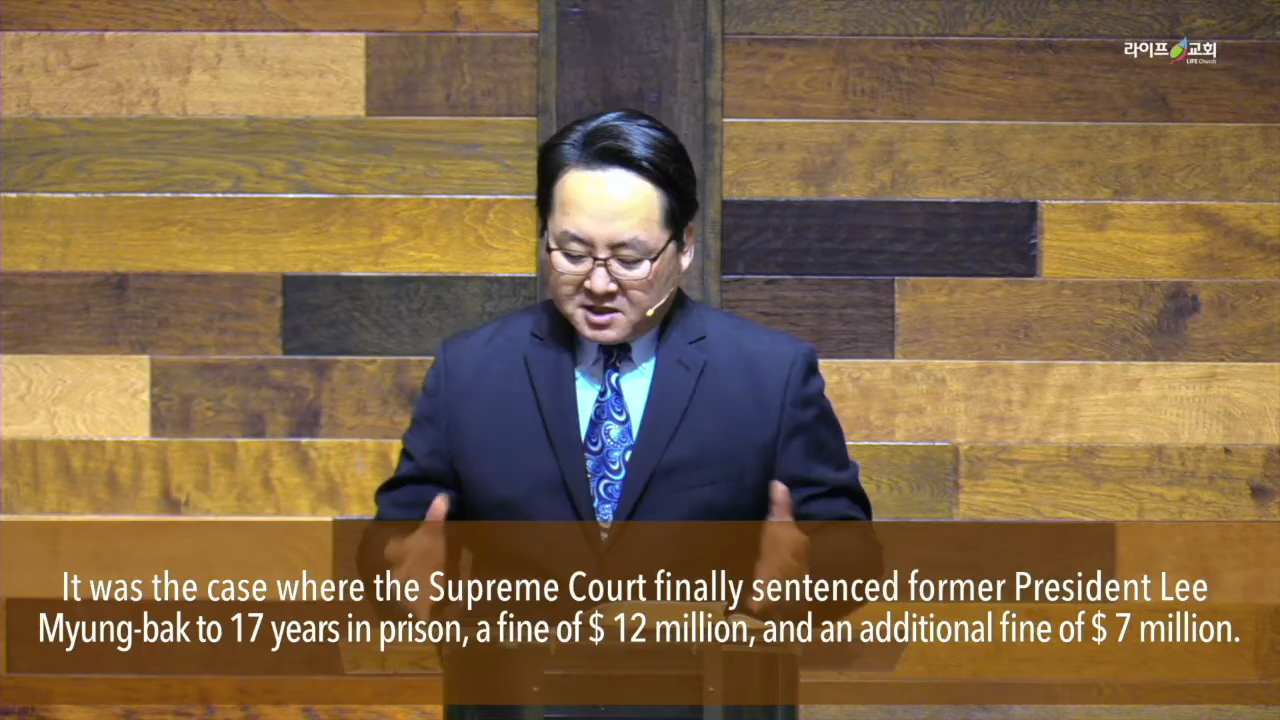 라이프 교회
LIFE Church
It was the case where the Supreme Court finally sentenced former President Lee
Myung-bak to 17 years in prison, a fine of $ 12 million, and an additional fine of $ 7 million.